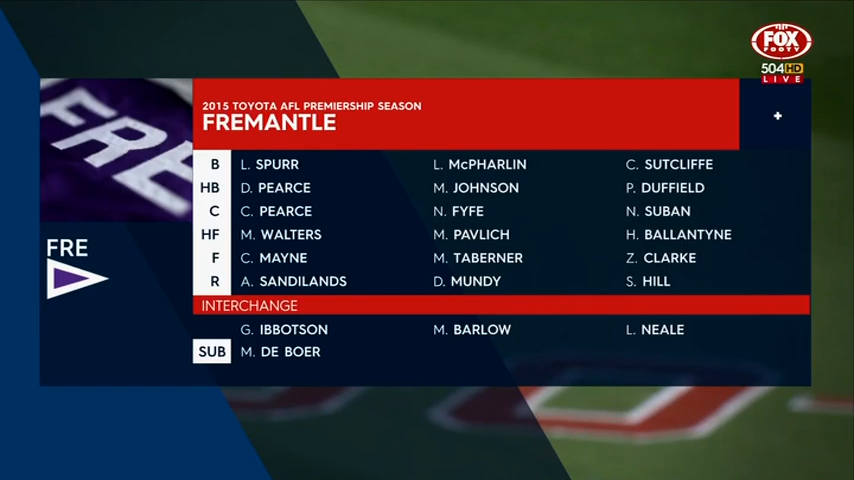 FOX
FOOTY
504 HD
LIVE
FRE
2015 TOYOTA AFL PREMIERSHIP SEASON
FREMANTLE
B L. SPURR L. McPHARLIN C. SUTCLIFFE
HB D. PEARCE M. JOHNSON P. DUFFIELD
C C. PEARCE N. FYFE N. SUBAN
HF M. WALTERS M. PAVLICH H. BALLANTYNE
FRE
F C. MAYNE M. TABERNER Z. CLARKE
R A. SANDILANDS D. MUNDY S. HILL
INTERCHANGE
G. IBBOTSON M. BARLOW L. NEALE
SUB M. DE BOER